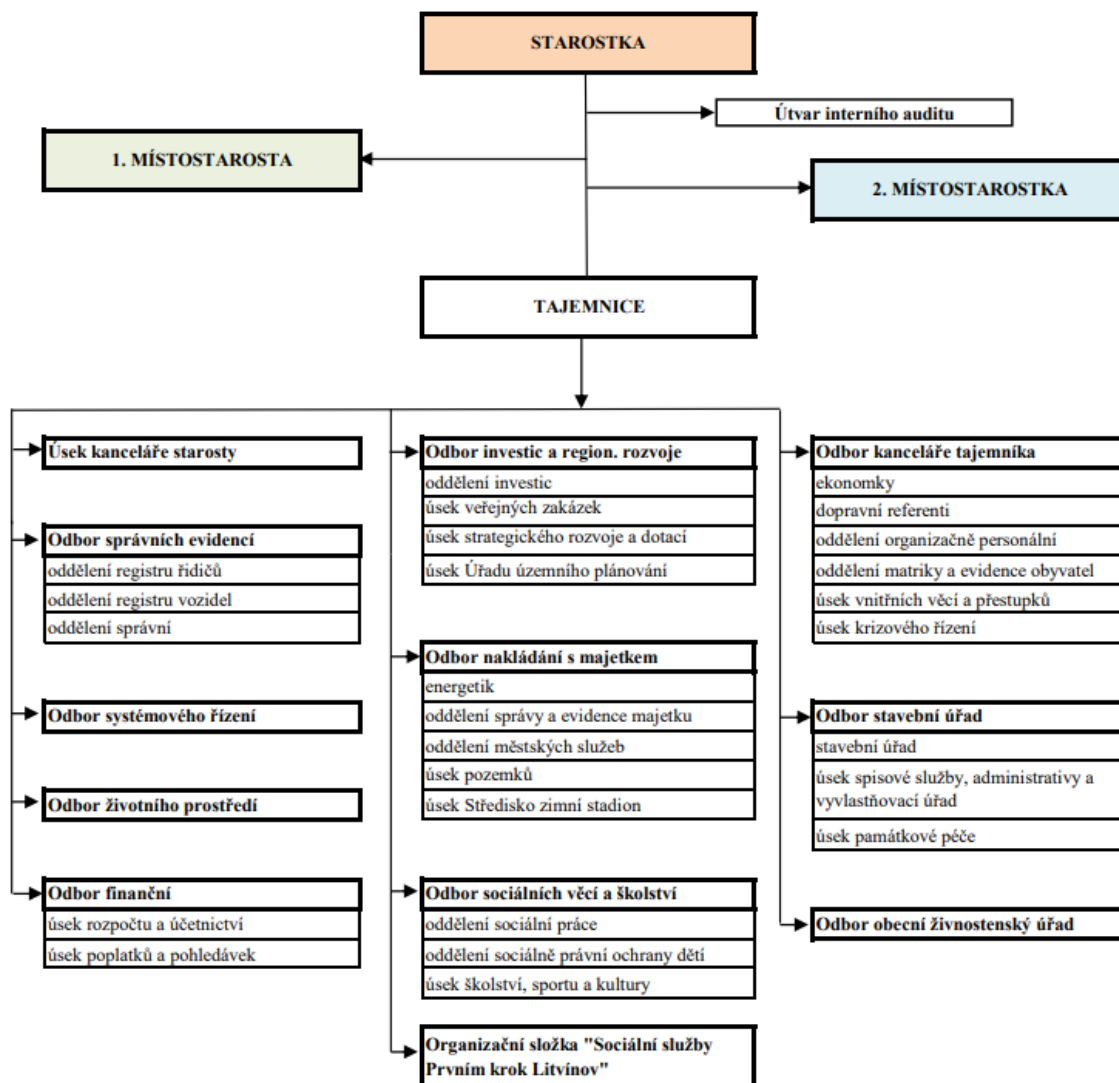 STAROSTKA
Útvar interního auditu
1. MÍSTOSTAROSTA
2. MÍSTOSTAROSTKA
TAJEMNICE
Úsek kanceláře starosty
Odbor správních evidencí
oddělení registru řidičů
oddělení registru vozidel
oddělení správní
Odbor systémového řízení
Odbor životního prostředí
Odbor finanční
úsek rozpočtu a účetnictví
úsek poplatků a pohledávek
Odbor investic a region. rozvoje
oddělení investic
úsek veřejných zakázek
úsek strategického rozvoje a dotací
úsek Úřadu územního plánování
Odbor nakládání s majetkem
energetik
oddělení správy a evidence majetku
oddělení městských služeb
úsek pozemků
úsek Středisko zimní stadion
Odbor sociálních věcí a školství
oddělení sociální práce
oddělení sociálně právní ochrany dětí
úsek školství, sportu a kultury
Organizační složka "Sociální služby
Prvním krok Litvínov"
Odbor kanceláře tajemníka
ekonomky
dopravní referenti
oddělení organizačně personální
oddělení matriky a evidence obyvatel
úsek vnitřních věcí a přestupků
úsek krizového řízení
Odbor stavební úřad
stavební úřad
úsek spisové služby, administrativy a
vyvlastňovací úřad
úsek památkové péče
Odbor obecní živnostenský úřad